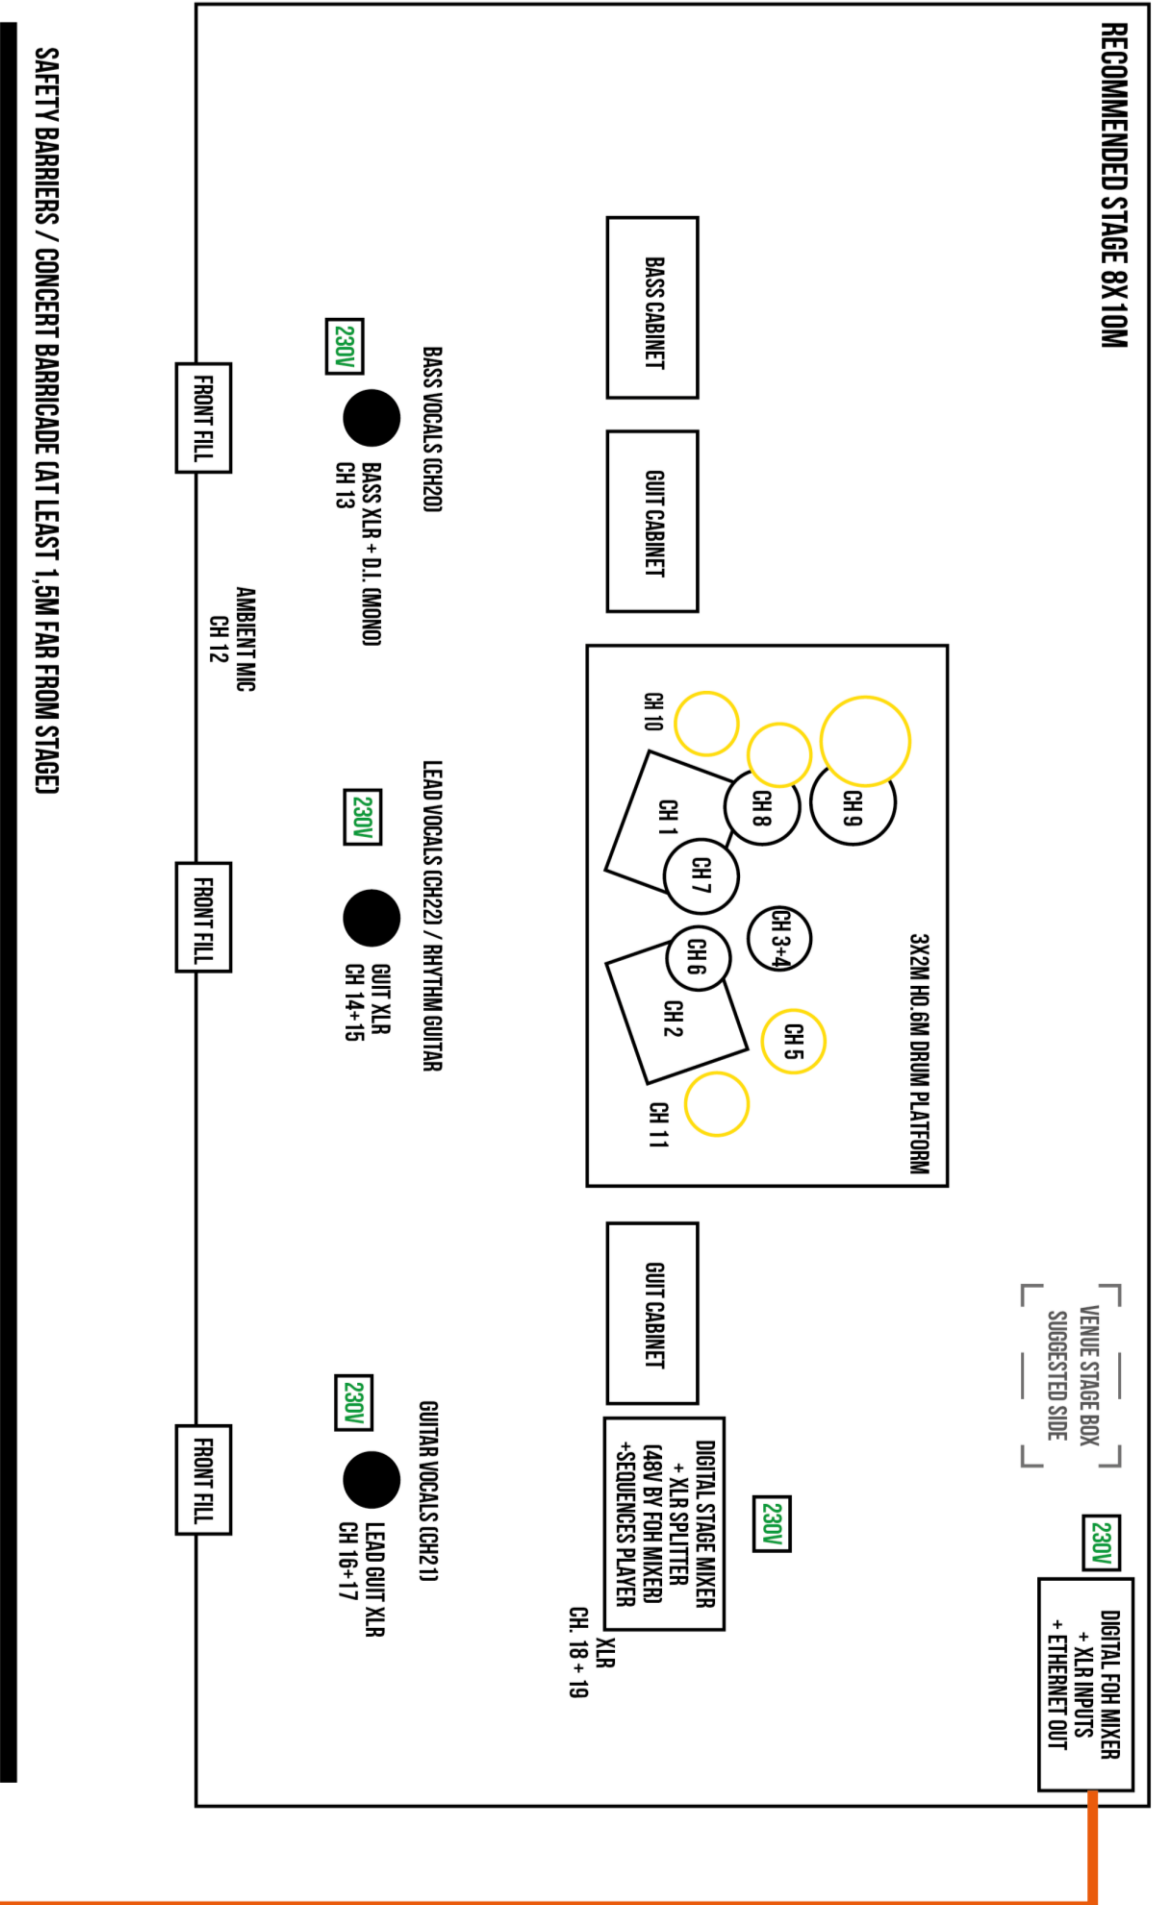 RECOMMENDED STAGE 8X10M
VENUE STAGE BOX
SUGGESTED SIDE
230V
DIGITAL FOH MIXER
+ XLR INPUTS
+ ETHERNET OUT
3X2M H0.6M DRUM PLATFORM
CH 9
CH 8
CH 3+4
CH 5
CH 10
CH 1
CH 7
CH 6
CH 2
CH 11
BASS CABINET
GUIT CABINET
GUIT CABINET
230V
DIGITAL STAGE MIXER
+ XLR SPLITTER
(48V BY FOH MIXER)
+SEQUENCES PLAYER
XLR
CH. 18 + 19
BASS VOCALS (CH20)
230V
BASS XLR + D.I. (MONO)
CH 13
LEAD VOCALS (CH22) / RHYTHM GUITAR
230V
GUIT XLR
CH 14+15
GUITAR VOCALS (CH21)
230V
LEAD GUIT XLR
CH 16+17
AMBIENT MIC
CH 12
FRONT FILL
FRONT FILL
FRONT FILL
SAFETY BARRIERS / CONCERT BARRICADE (AT LEAST 1,5M FAR FROM STAGE)